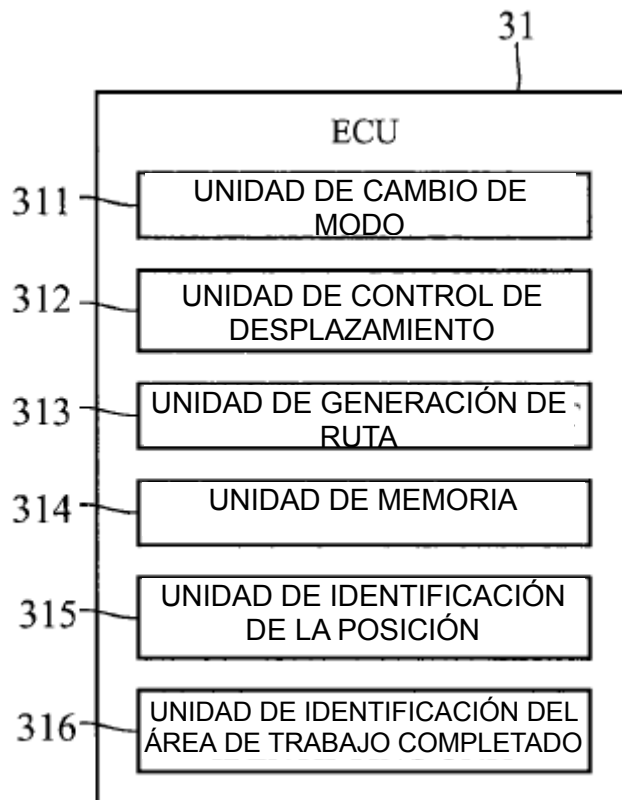 31
ECU
311
UNIDAD DE CAMBIO DE
MODO
312
UNIDAD DE CONTROL DE
DESPLAZAMIENTO
313
UNIDAD DE GENERACIÓN DE
RUTA
314
UNIDAD DE MEMORIA
315
UNIDAD DE IDENTIFICACIÓN
DE LA POSICIÓN
316
UNIDAD DE IDENTIFICACIÓN DEL
ÁREA DE TRABAJO COMPLETADO